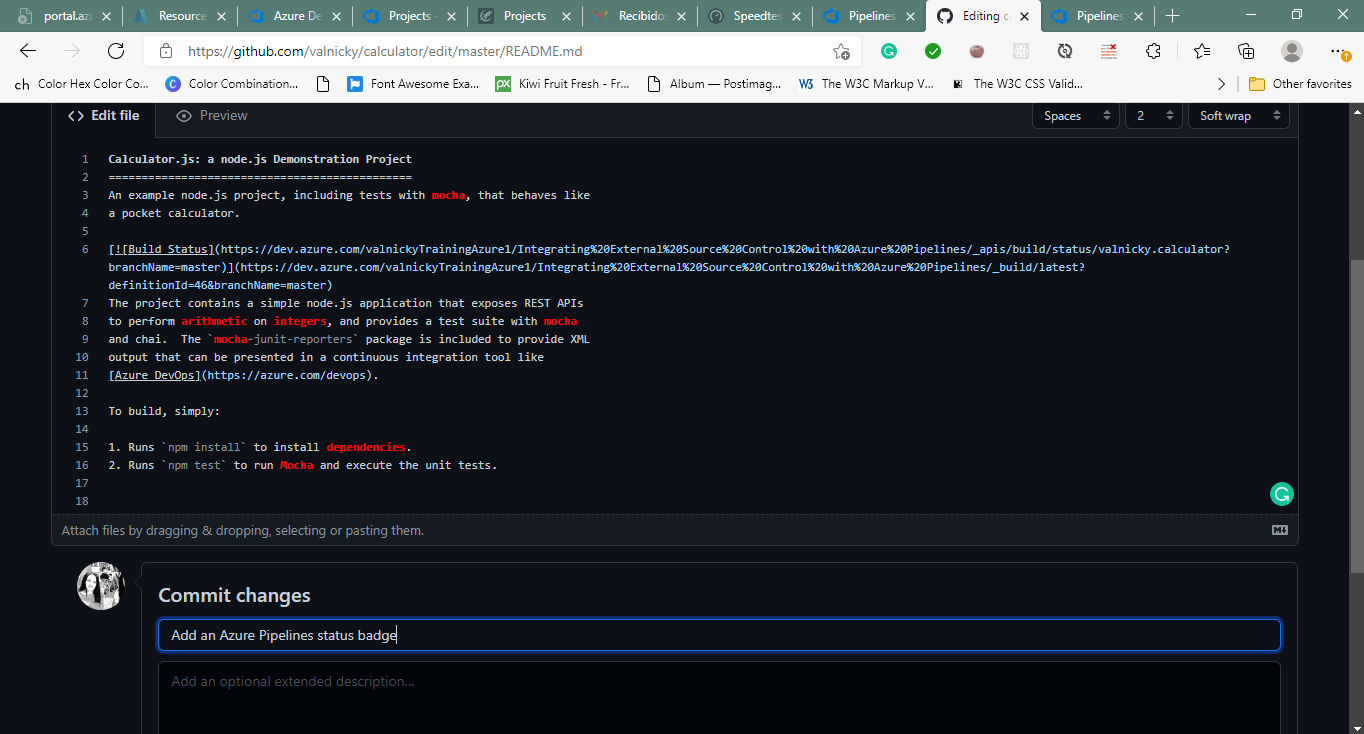 portal.azu
Resource
Azure De
Projects -
Projects
Recibidos
Speedtes
Pipelines
Editing c
Pipelines
https://github.com/valnicky/calculator/edit/master/README.md
ch Color Hex Color Co...
C Color Combination...
Font Awesome Exa...
px Kiwi Fruit Fresh - Fr...
Album — Postimag...
W3 The W3C Markup V...
The W3C CSS Valid...
Other favorites
<> Edit file
Preview
Spaces
2
Soft wrap
1 Calculator.js: a node.js Demonstration Project
2 ==============================================
3 An example node.js project, including tests with mocha, that behaves like
4 a pocket calculator.
5
6 [![Build Status](https://dev.azure.com/valnickyTrainingAzure1/Integrating%20External%20Source%20Control%20with%20Azure%20Pipelines/_apis/build/status/valnicky.calculator?
branchName=master)](https://dev.azure.com/valnickyTrainingAzure1/Integrating%20External%20Source%20Control%20with%20Azure%20Pipelines/_build/latest?
definitionId=46&branchName=master)
7 The project contains a simple node.js application that exposes REST APIs
8 to perform arithmetic on integers, and provides a test suite with mocha
9 and chai.  The `mocha-junit-reporters` package is included to provide XML
10 output that can be presented in a continuous integration tool like
11 [Azure DevOps](https://azure.com/devops).
12
13 To build, simply:
14
15 1. Runs `npm install` to install dependencies.
16 2. Runs `npm test` to run Mocha and execute the unit tests.
17
18
Attach files by dragging & dropping, selecting or pasting them.
Commit changes
Add an Azure Pipelines status badge
Add an optional extended description...